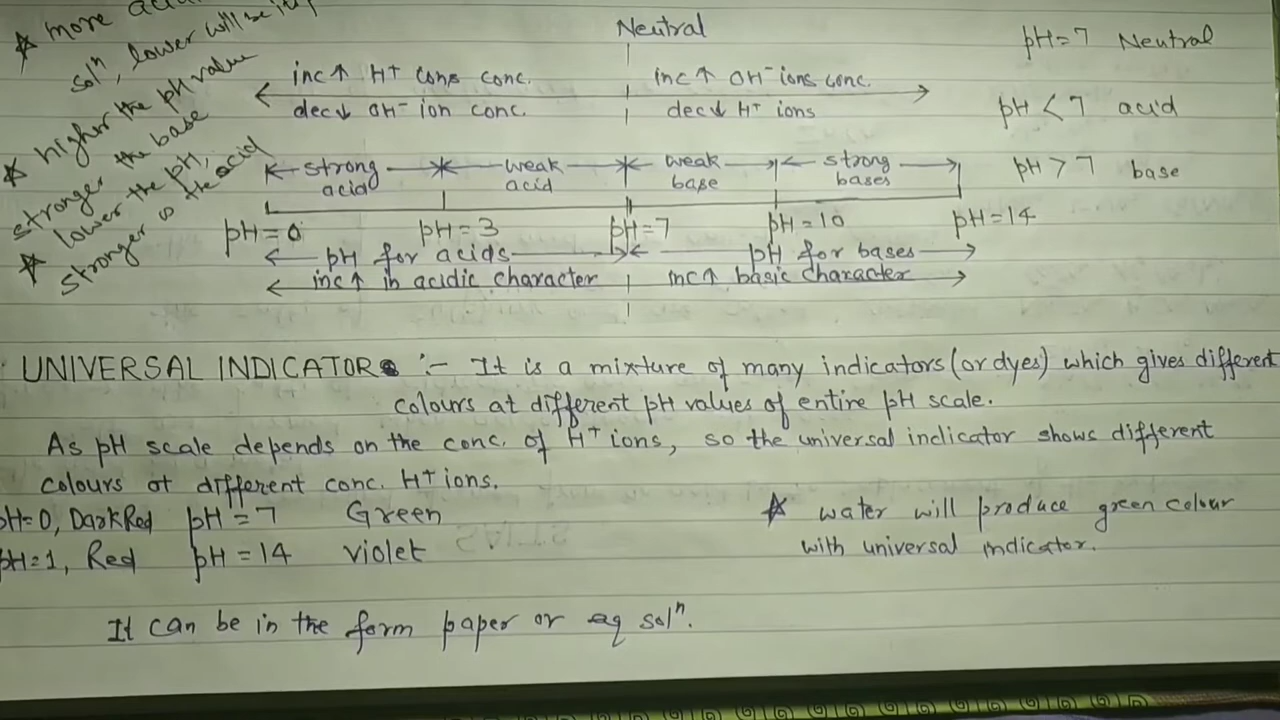 ★ more acid
solⁿ, lower will be its
★ higher the pH value
stronger the base
★ lower the pH,
stronger is the acid
Neutral
inc↑ H⁺ ions conc.
inc↑ OH⁻ ions conc.
dec↓ OH⁻ ion conc.
dec↓ H⁺ ions
pH=7 Neutral
pH < 7 acid
pH > 7 base
strong acid
weak acid
weak base
strong bases
pH = 0 pH = 3 pH = 7 pH = 10 pH = 14
pH for acids pH for bases
inc↑ in acidic character inc↑ basic character
UNIVERSAL INDICATORS :- It is a mixture of many indicators (or dyes) which gives different
colours at different pH values of entire pH scale.
As pH scale depends on the conc. of H⁺ ions, so the universal indicator shows different
colours at different conc. H⁺ ions.
pH=0, Dark Red pH = 7 Green
pH=1, Red pH = 14 violet
★ water will produce green colour
with universal indicator.
It can be in the form paper or aq solⁿ.